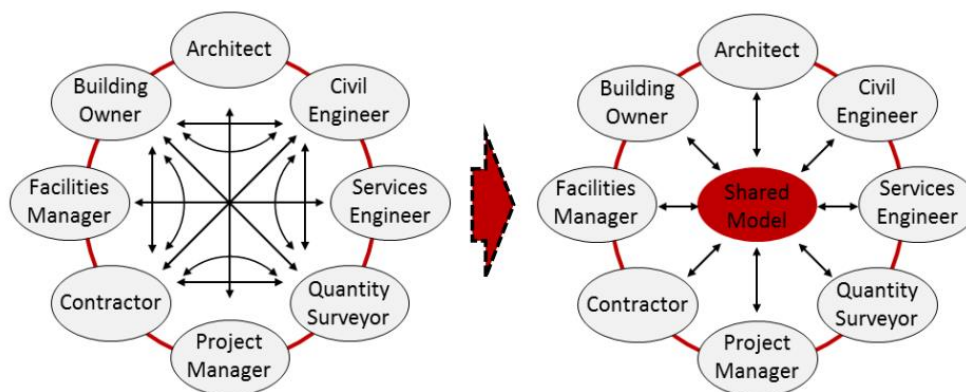 Architect
Building
Owner
Civil
Engineer
Facilities
Manager
Services
Engineer
Contractor
Quantity
Surveyor
Project
Manager
Architect
Building
Owner
Civil
Engineer
Facilities
Manager
Shared
Model
Services
Engineer
Contractor
Quantity
Surveyor
Project
Manager